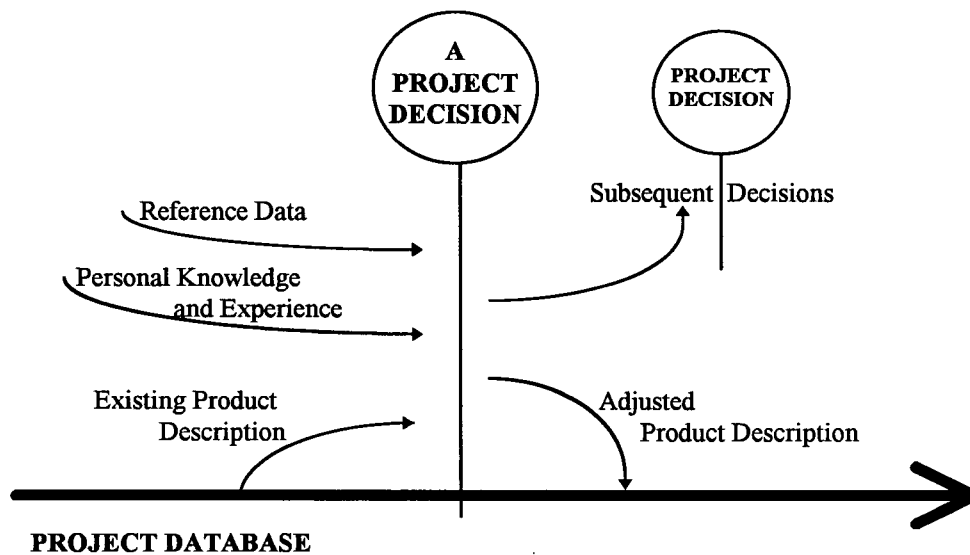 A
PROJECT
DECISION
PROJECT
DECISION
Reference Data
Subsequent Decisions
Personal Knowledge
and Experience
Existing Product
Description
Adjusted
Product Description
PROJECT DATABASE